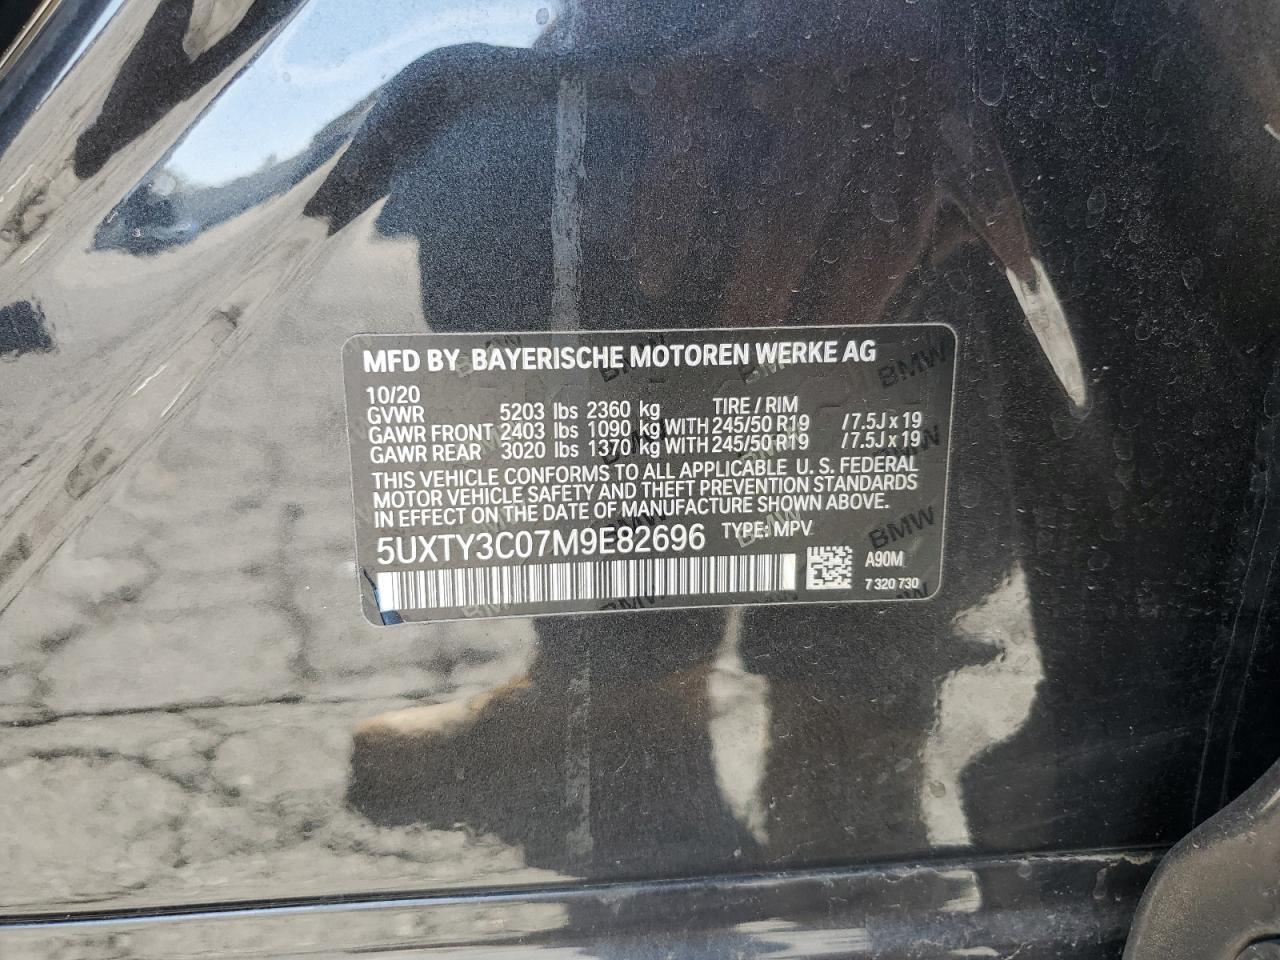 MFD BY BAYERISCHE MOTOREN WERKE AG
10/20
GVWR 5203 lbs 2360 kg TIRE / RIM
GAWR FRONT 2403 lbs 1090 kg WITH 245/50 R19 / 7.5J x 19
GAWR REAR 3020 lbs 1370 kg WITH 245/50 R19 / 7.5J x 19
THIS VEHICLE CONFORMS TO ALL APPLICABLE U. S. FEDERAL
MOTOR VEHICLE SAFETY AND THEFT PREVENTION STANDARDS
IN EFFECT ON THE DATE OF MANUFACTURE SHOWN ABOVE.
5UXTY3C07M9E82696 TYPE: MPV
A90M
7 320 730